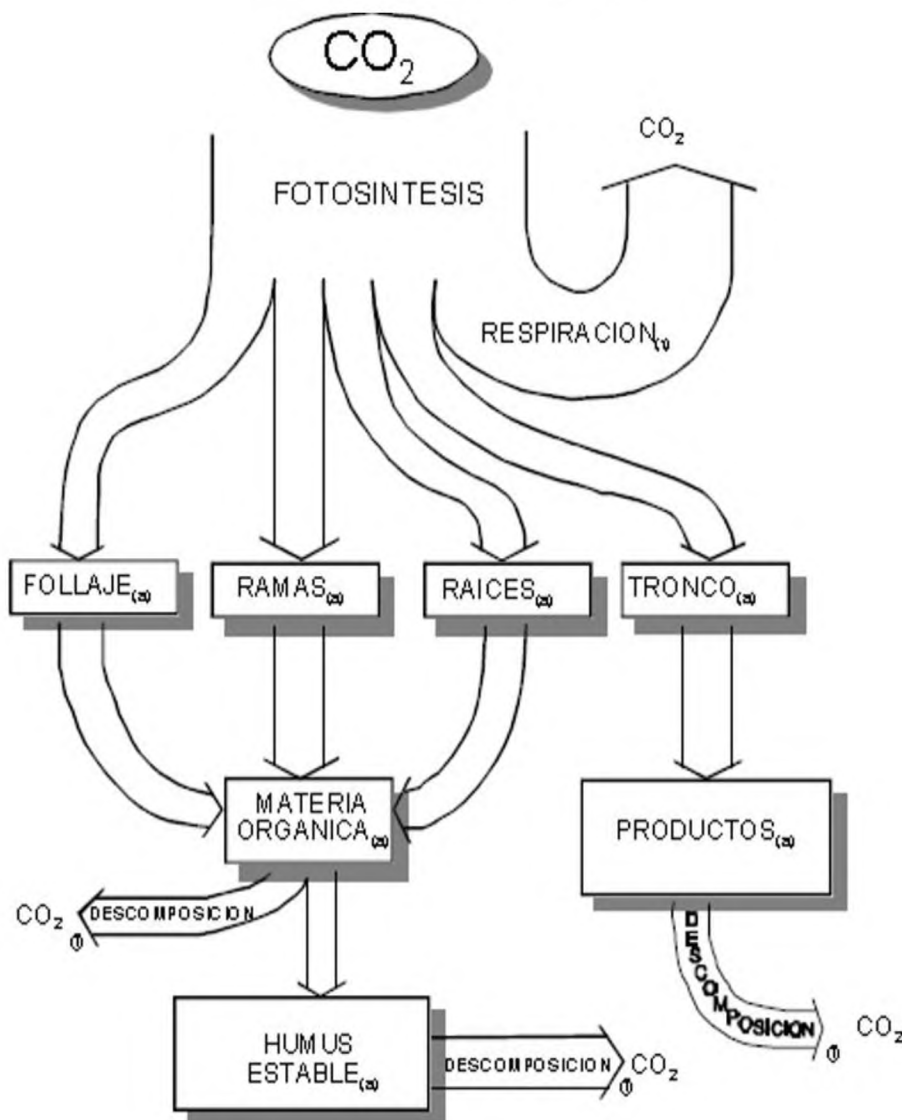 CO₂
CO₂
FOTOSINTESIS
RESPIRACION(1)
FOLLAJE(a)
RAMAS(a)
RAICES(a)
TRONCO(a)
MATERIA
ORGANICA(a)
PRODUCTOS(a)
CO₂
DESCOMPOSICION
DESCOMPOSICION
CO₂
HUMUS
ESTABLE(a)
DESCOMPOSICION
CO₂